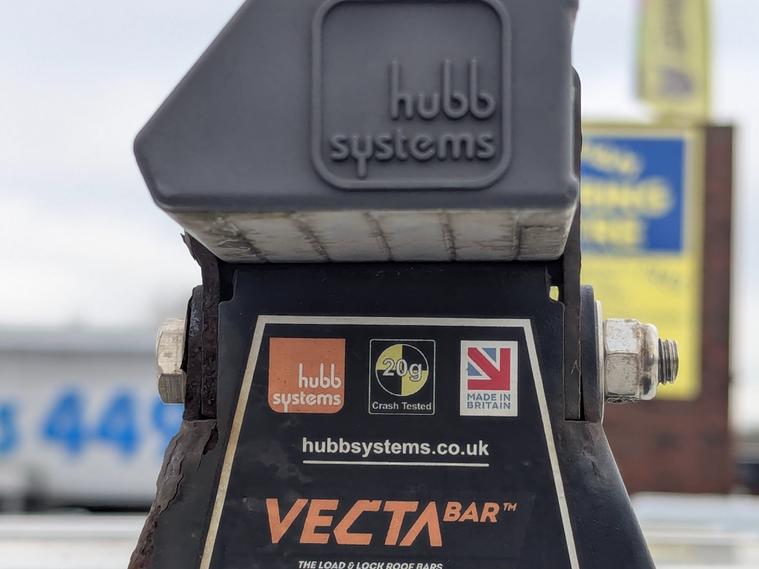 hubb
systems
hubb
systems
20g
Crash Tested
MADE IN
BRITAIN
hubbsystems.co.uk
VECTA BAR™
THE LOAD & LOCK ROOF BARS
449